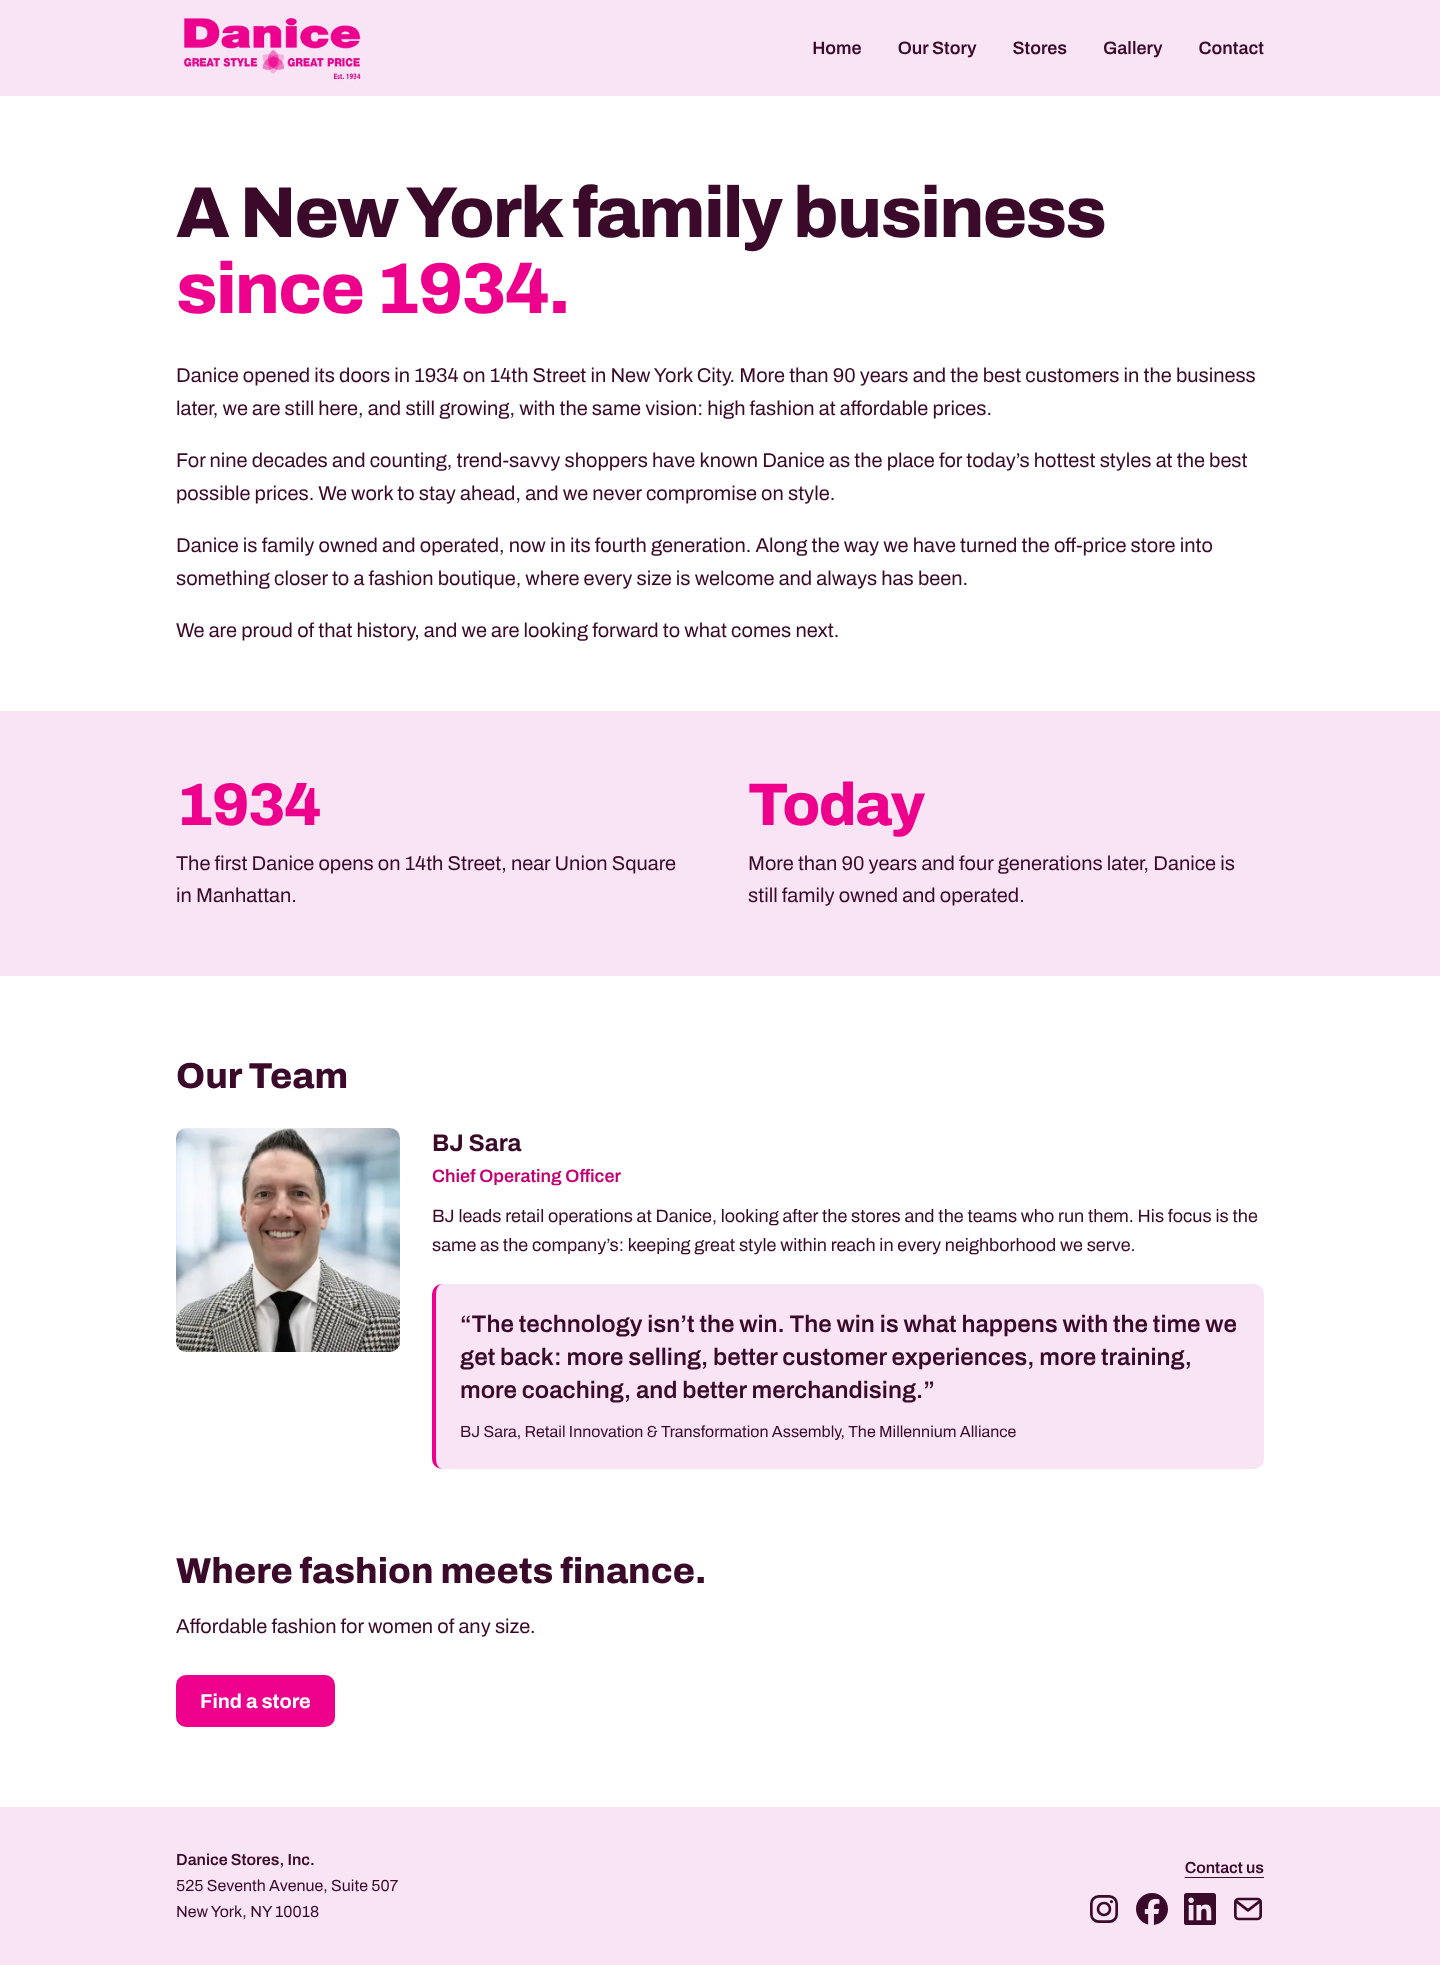 Danice
GREAT STYLE GREAT PRICE
Est. 1934
Home Our Story Stores Gallery Contact
A New York family business
since 1934.
Danice opened its doors in 1934 on 14th Street in New York City. More than 90 years and the best customers in the business
later, we are still here, and still growing, with the same vision: high fashion at affordable prices.
For nine decades and counting, trend-savvy shoppers have known Danice as the place for today’s hottest styles at the best
possible prices. We work to stay ahead, and we never compromise on style.
Danice is family owned and operated, now in its fourth generation. Along the way we have turned the off-price store into
something closer to a fashion boutique, where every size is welcome and always has been.
We are proud of that history, and we are looking forward to what comes next.
1934
The first Danice opens on 14th Street, near Union Square
in Manhattan.
Today
More than 90 years and four generations later, Danice is
still family owned and operated.
Our Team
BJ Sara
Chief Operating Officer
BJ leads retail operations at Danice, looking after the stores and the teams who run them. His focus is the
same as the company’s: keeping great style within reach in every neighborhood we serve.
“The technology isn’t the win. The win is what happens with the time we
get back: more selling, better customer experiences, more training,
more coaching, and better merchandising.”
BJ Sara, Retail Innovation & Transformation Assembly, The Millennium Alliance
Where fashion meets finance.
Affordable fashion for women of any size.
Find a store
Danice Stores, Inc.
525 Seventh Avenue, Suite 507
New York, NY 10018
Contact us